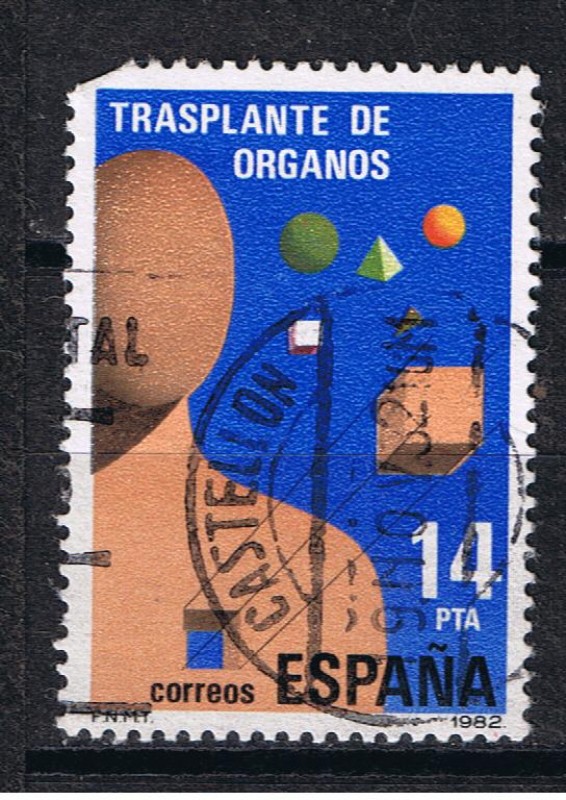 TRASPLANTE DE
ORGANOS
TAL
CASTELLON
14
PTA
correos ESPAÑA
F.N.M.T.
1982